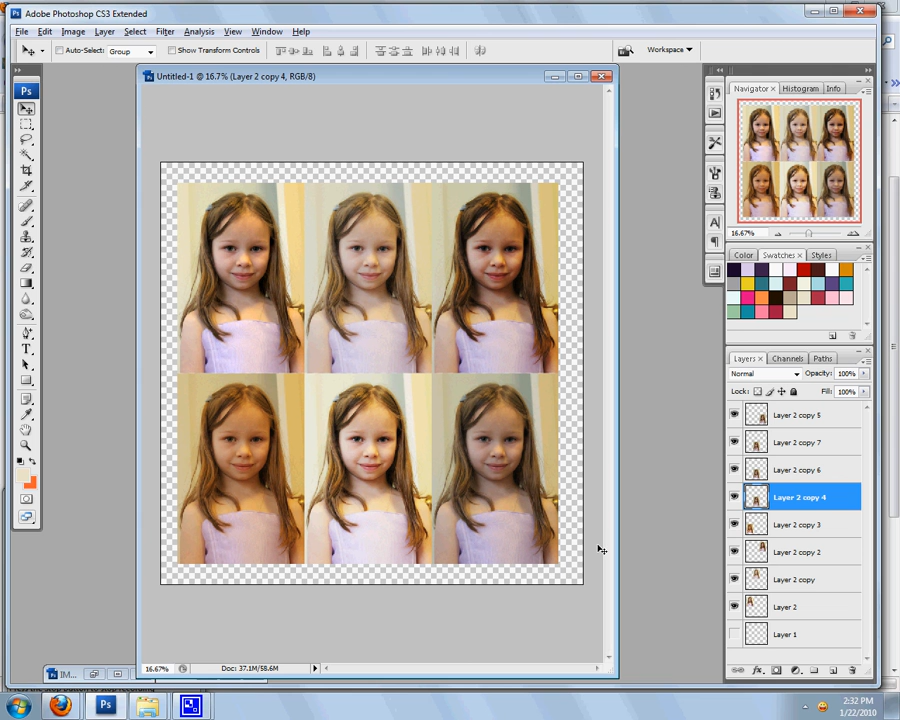 Adobe Photoshop CS3 Extended
File Edit Image Layer Select Filter Analysis View Window Help
Auto-Select: Group Show Transform Controls Workspace
Untitled-1 @ 16.7% (Layer 2 copy 4, RGB/8)
Ps
Navigator x Histogram Info
16.67%
Color Swatches x Styles
Layers x Channels Paths
Normal Opacity: 100%
Lock: Fill: 100%
Layer 2 copy 5
Layer 2 copy 7
Layer 2 copy 6
Layer 2 copy 4
Layer 2 copy 3
Layer 2 copy 2
Layer 2 copy
Layer 2
Layer 1
16.67% Doc: 37.1M/58.6M
IM...
2:32 PM
1/22/2010